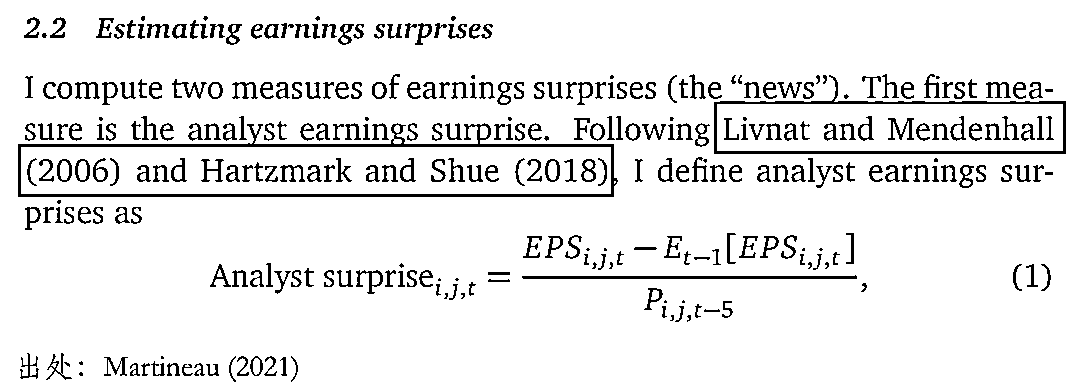 2.2 Estimating earnings surprises
I compute two measures of earnings surprises (the “news”). The first mea-
sure is the analyst earnings surprise. Following Livnat and Mendenhall
(2006) and Hartzmark and Shue (2018), I define analyst earnings sur-
prises as
Analyst surprise_{i,j,t} = \frac{EPS_{i,j,t} - E_{t-1}[EPS_{i,j,t}]}{P_{i,j,t-5}}, (1)
出处：Martineau (2021)